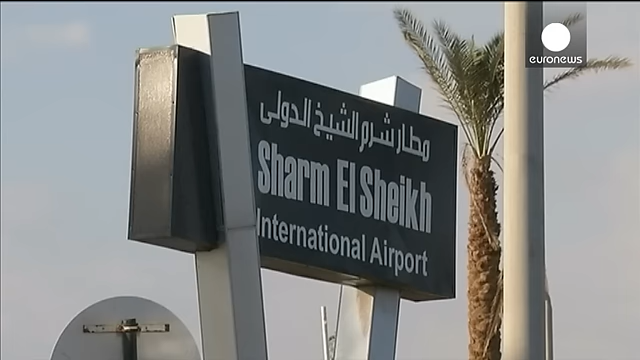 euronews
مطار شرم الشيخ الدولى
Sharm El Sheikh
International Airport